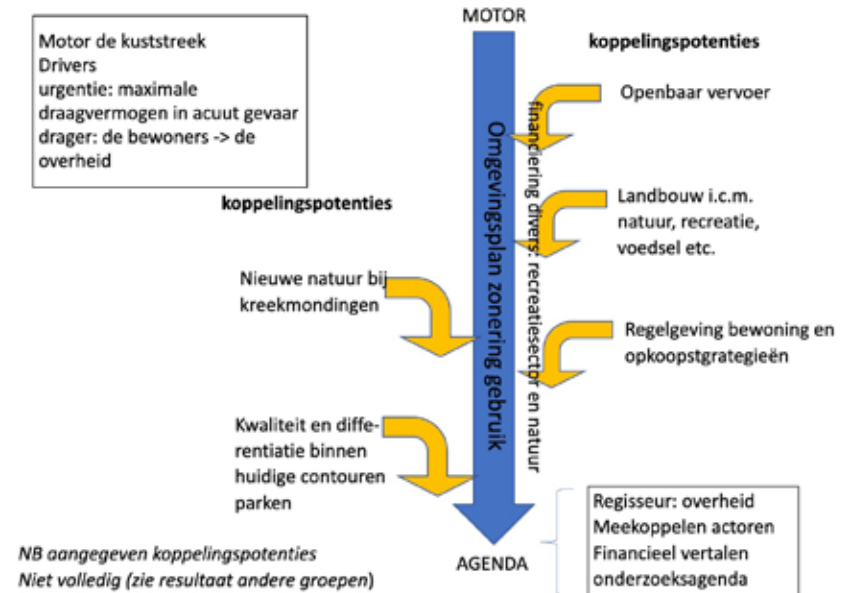 MOTOR
Motor de kuststreek
Drivers
urgentie: maximale
draagvermogen in acuut gevaar
drager: de bewoners -> de
overheid
koppelingspotenties
Openbaar vervoer
Landbouw i.c.m.
natuur, recreatie,
voedsel etc.
Regelgeving bewoning en
opkoopstgrategieën
koppelingspotenties
Nieuwe natuur bij
kreekmondingen
Kwaliteit en diffe-
rentiatie binnen
huidige contouren
parken
Omgevingsplan zonering gebruik
financiering divers: recreatiesector en natuur
AGENDA
Regisseur: overheid
Meekoppelen actoren
Financieel vertalen
onderzoeksagenda
NB aangegeven koppelingspotenties
Niet volledig (zie resultaat andere groepen)